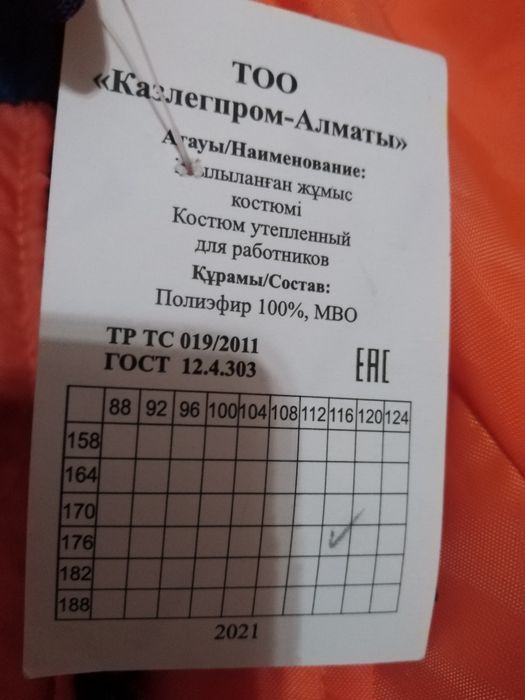 ТОО
«Казлегпром-Алматы»
Атауы/Наименование:
Жылыланған жұмыс
костюмі
Костюм утепленный
для работников
Құрамы/Состав:
Полиэфир 100%, МВО
ТР ТС 019/2011
ГОСТ 12.4.303
ЕАС
88 92 96 100 104 108 112 116 120 124
158
164
170
176
182
188
2021